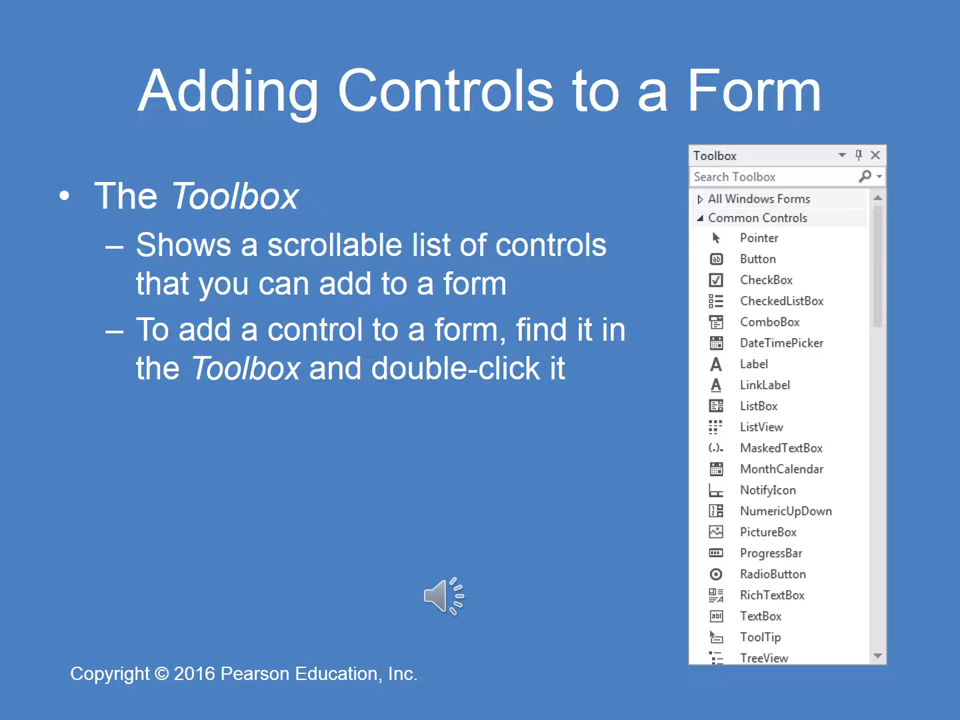 Adding Controls to a Form
• The Toolbox
– Shows a scrollable list of controls
that you can add to a form
– To add a control to a form, find it in
the Toolbox and double-click it
Toolbox
Search Toolbox
All Windows Forms
Common Controls
Pointer
Button
CheckBox
CheckedListBox
ComboBox
DateTimePicker
Label
LinkLabel
ListBox
ListView
MaskedTextBox
MonthCalendar
NotifyIcon
NumericUpDown
PictureBox
ProgressBar
RadioButton
RichTextBox
TextBox
ToolTip
TreeView
Copyright © 2016 Pearson Education, Inc.